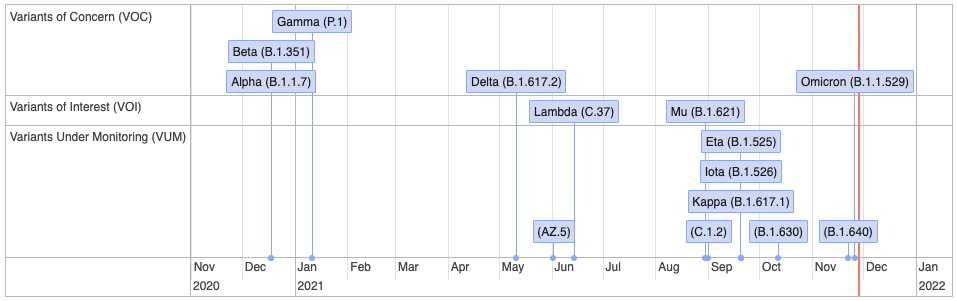 Variants of Concern (VOC)
Gamma (P.1)
Beta (B.1.351)
Alpha (B.1.1.7)
Delta (B.1.617.2)
Omicron (B.1.1.529)
Variants of Interest (VOI)
Lambda (C.37)
Mu (B.1.621)
Variants Under Monitoring (VUM)
Eta (B.1.525)
Iota (B.1.526)
Kappa (B.1.617.1)
(AZ.5)
(C.1.2)
(B.1.630)
(B.1.640)
Nov Dec Jan Feb Mar Apr May Jun Jul Aug Sep Oct Nov Dec Jan
2020 2021 2022